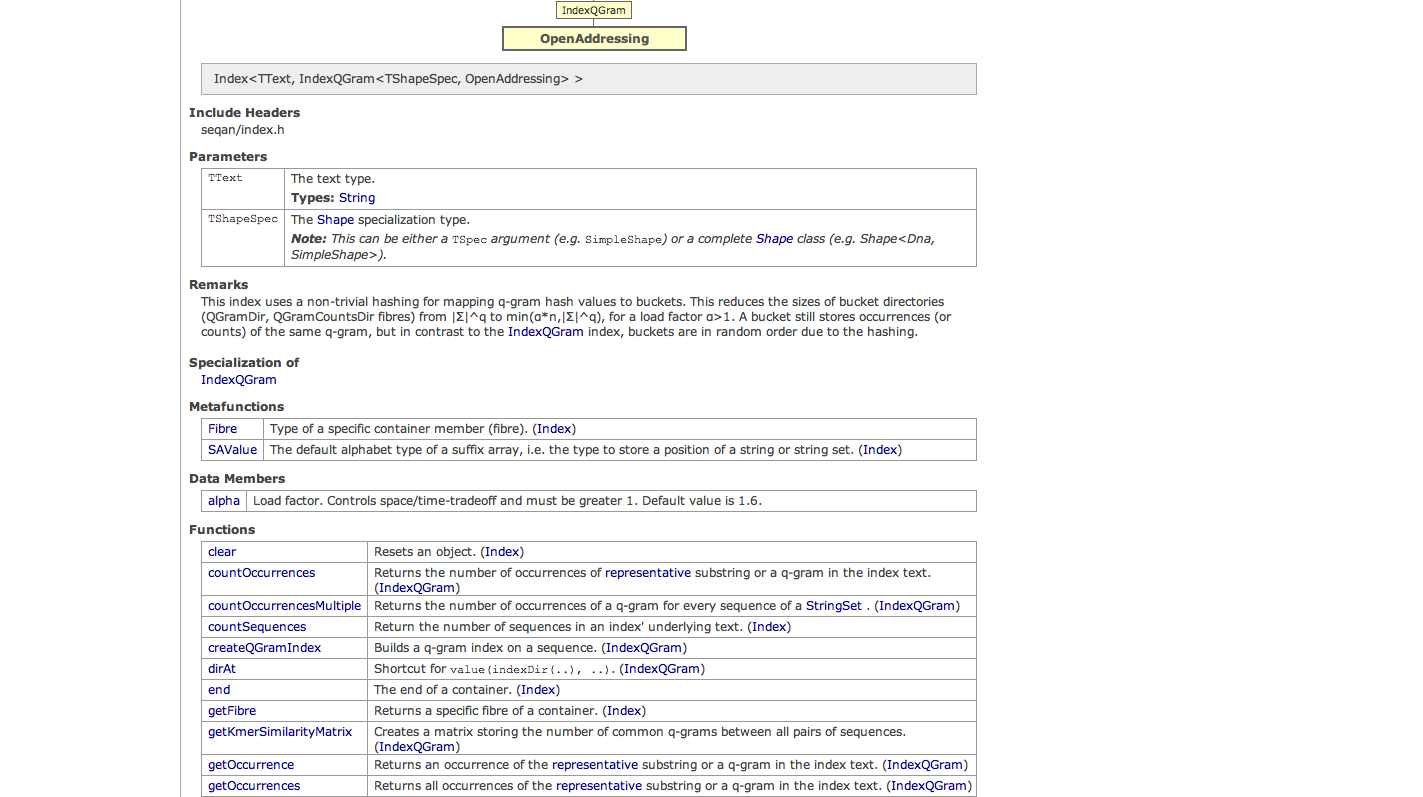 IndexQGram
OpenAddressing
Index<TText, IndexQGram<TShapeSpec, OpenAddressing> >
Include Headers
seqan/index.h
Parameters
TText The text type.
Types: String
TShapeSpec The Shape specialization type.
Note: This can be either a TSpec argument (e.g. SimpleShape) or a complete Shape class (e.g. Shape<Dna,
SimpleShape>).
Remarks
This index uses a non-trivial hashing for mapping q-gram hash values to buckets. This reduces the sizes of bucket directories
(QGramDir, QGramCountsDir fibres) from |Σ|^q to min(α*n,|Σ|^q), for a load factor α>1. A bucket still stores occurrences (or
counts) of the same q-gram, but in contrast to the IndexQGram index, buckets are in random order due to the hashing.
Specialization of
IndexQGram
Metafunctions
Fibre Type of a specific container member (fibre). (Index)
SAValue The default alphabet type of a suffix array, i.e. the type to store a position of a string or string set. (Index)
Data Members
alpha Load factor. Controls space/time-tradeoff and must be greater 1. Default value is 1.6.
Functions
clear Resets an object. (Index)
countOccurrences Returns the number of occurrences of representative substring or a q-gram in the index text.
(IndexQGram)
countOccurrencesMultiple Returns the number of occurrences of a q-gram for every sequence of a StringSet . (IndexQGram)
countSequences Return the number of sequences in an index' underlying text. (Index)
createQGramIndex Builds a q-gram index on a sequence. (IndexQGram)
dirAt Shortcut for value(indexDir(..), ..). (IndexQGram)
end The end of a container. (Index)
getFibre Returns a specific fibre of a container. (Index)
getKmerSimilarityMatrix Creates a matrix storing the number of common q-grams between all pairs of sequences.
(IndexQGram)
getOccurrence Returns an occurrence of the representative substring or a q-gram in the index text. (IndexQGram)
getOccurrences Returns all occurrences of the representative substring or a q-gram in the index text. (IndexQGram)